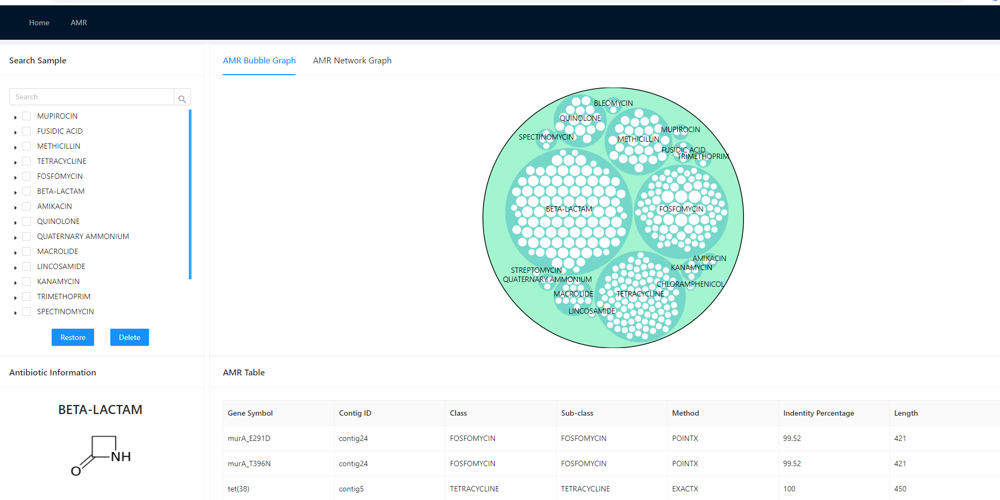 Home AMR
Search Sample
Search
MUPIROCIN
FUSIDIC ACID
METHICILLIN
TETRACYCLINE
FOSFOMYCIN
BETA-LACTAM
AMIKACIN
QUINOLONE
QUATERNARY AMMONIUM
MACROLIDE
LINCOSAMIDE
KANAMYCIN
TRIMETHOPRIM
SPECTINOMYCIN
Restore Delete
AMR Bubble Graph AMR Network Graph
BLEOMYCIN
QUINOLONE
MUPIROCIN
SPECTINOMYCIN
METHICILLIN
FUSIDIC ACID
TRIMETHOPRIM
BETA-LACTAM
FOSFOMYCIN
AMIKACIN
KANAMYCIN
STREPTOMYCIN
QUATERNARY AMMONIUM
CHLORAMPHENICOL
MACROLIDE
TETRACYCLINE
LINCOSAMIDE
Antibiotic Information
BETA-LACTAM
NH
O
AMR Table
Gene Symbol Contig ID Class Sub-class Method Indentity Percentage Length
murA_E291D contig24 FOSFOMYCIN FOSFOMYCIN POINTX 99.52 421
murA_T396N contig24 FOSFOMYCIN FOSFOMYCIN POINTX 99.52 421
tet(38) contig5 TETRACYCLINE TETRACYCLINE EXACTX 100 450